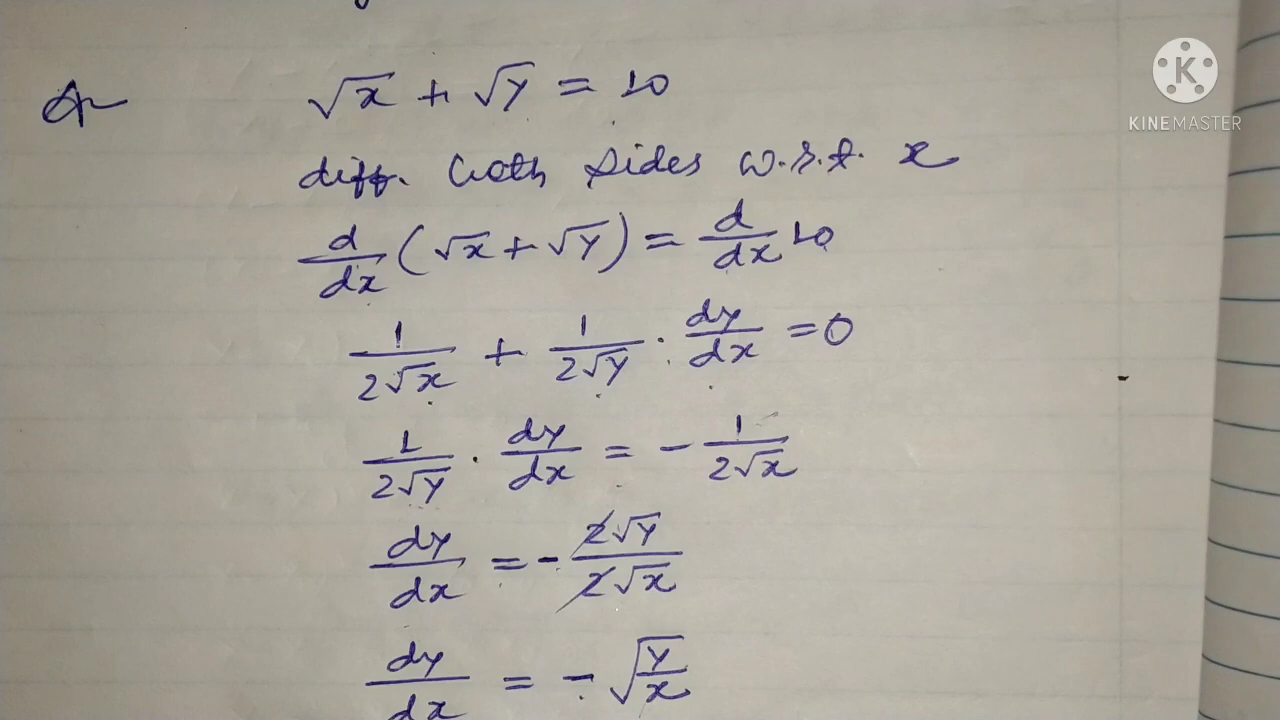 Q √x + √y = 10
diff. both sides w.r.t. x
d/dx (√x + √y) = d/dx 10
1/2√x + 1/2√y . dy/dx = 0
1/2√y . dy/dx = - 1/2√x
dy/dx = - 2√y/2√x
dy/dx = - √y/x
KINEMASTER